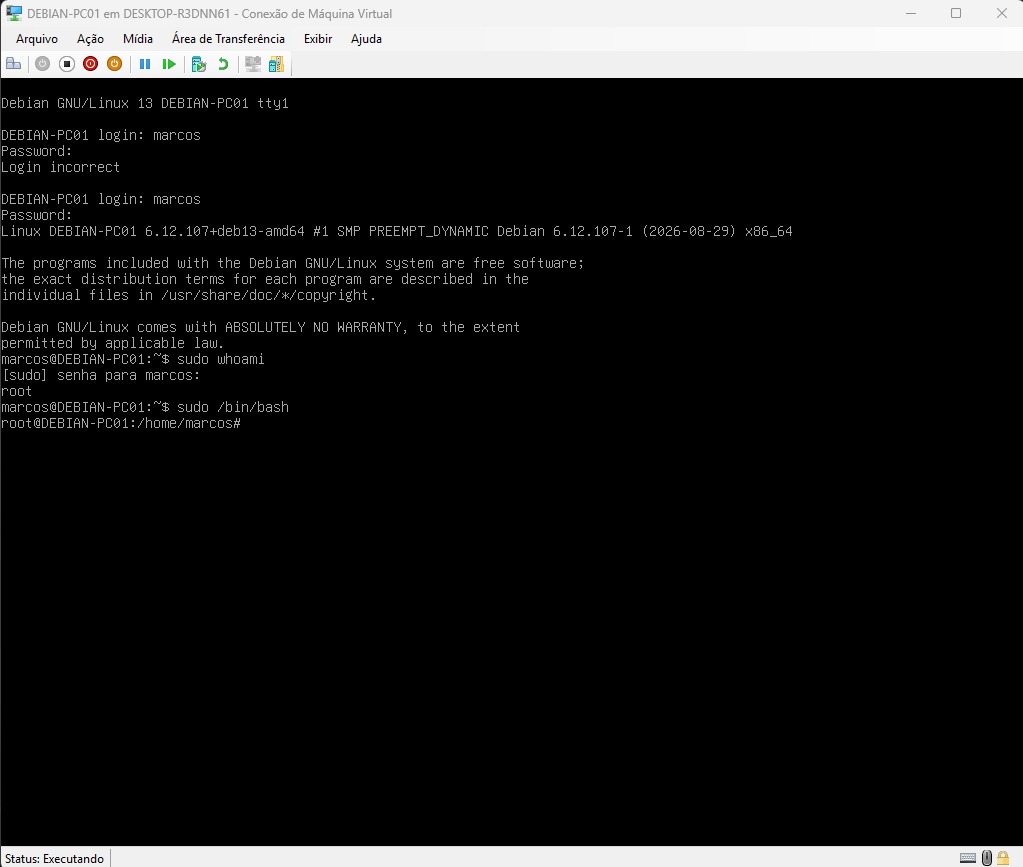 DEBIAN-PC01 em DESKTOP-R3DNN61 - Conexão de Máquina Virtual
Arquivo Ação Mídia Área de Transferência Exibir Ajuda
Debian GNU/Linux 13 DEBIAN-PC01 tty1
DEBIAN-PC01 login: marcos
Password:
Login incorrect
DEBIAN-PC01 login: marcos
Password:
Linux DEBIAN-PC01 6.12.107+deb13-amd64 #1 SMP PREEMPT_DYNAMIC Debian 6.12.107-1 (2026-08-29) x86_64
The programs included with the Debian GNU/Linux system are free software;
the exact distribution terms for each program are described in the
individual files in /usr/share/doc/*/copyright.
Debian GNU/Linux comes with ABSOLUTELY NO WARRANTY, to the extent
permitted by applicable law.
marcos@DEBIAN-PC01:~$ sudo whoami
[sudo] senha para marcos:
root
marcos@DEBIAN-PC01:~$ sudo /bin/bash
root@DEBIAN-PC01:/home/marcos#
Status: Executando